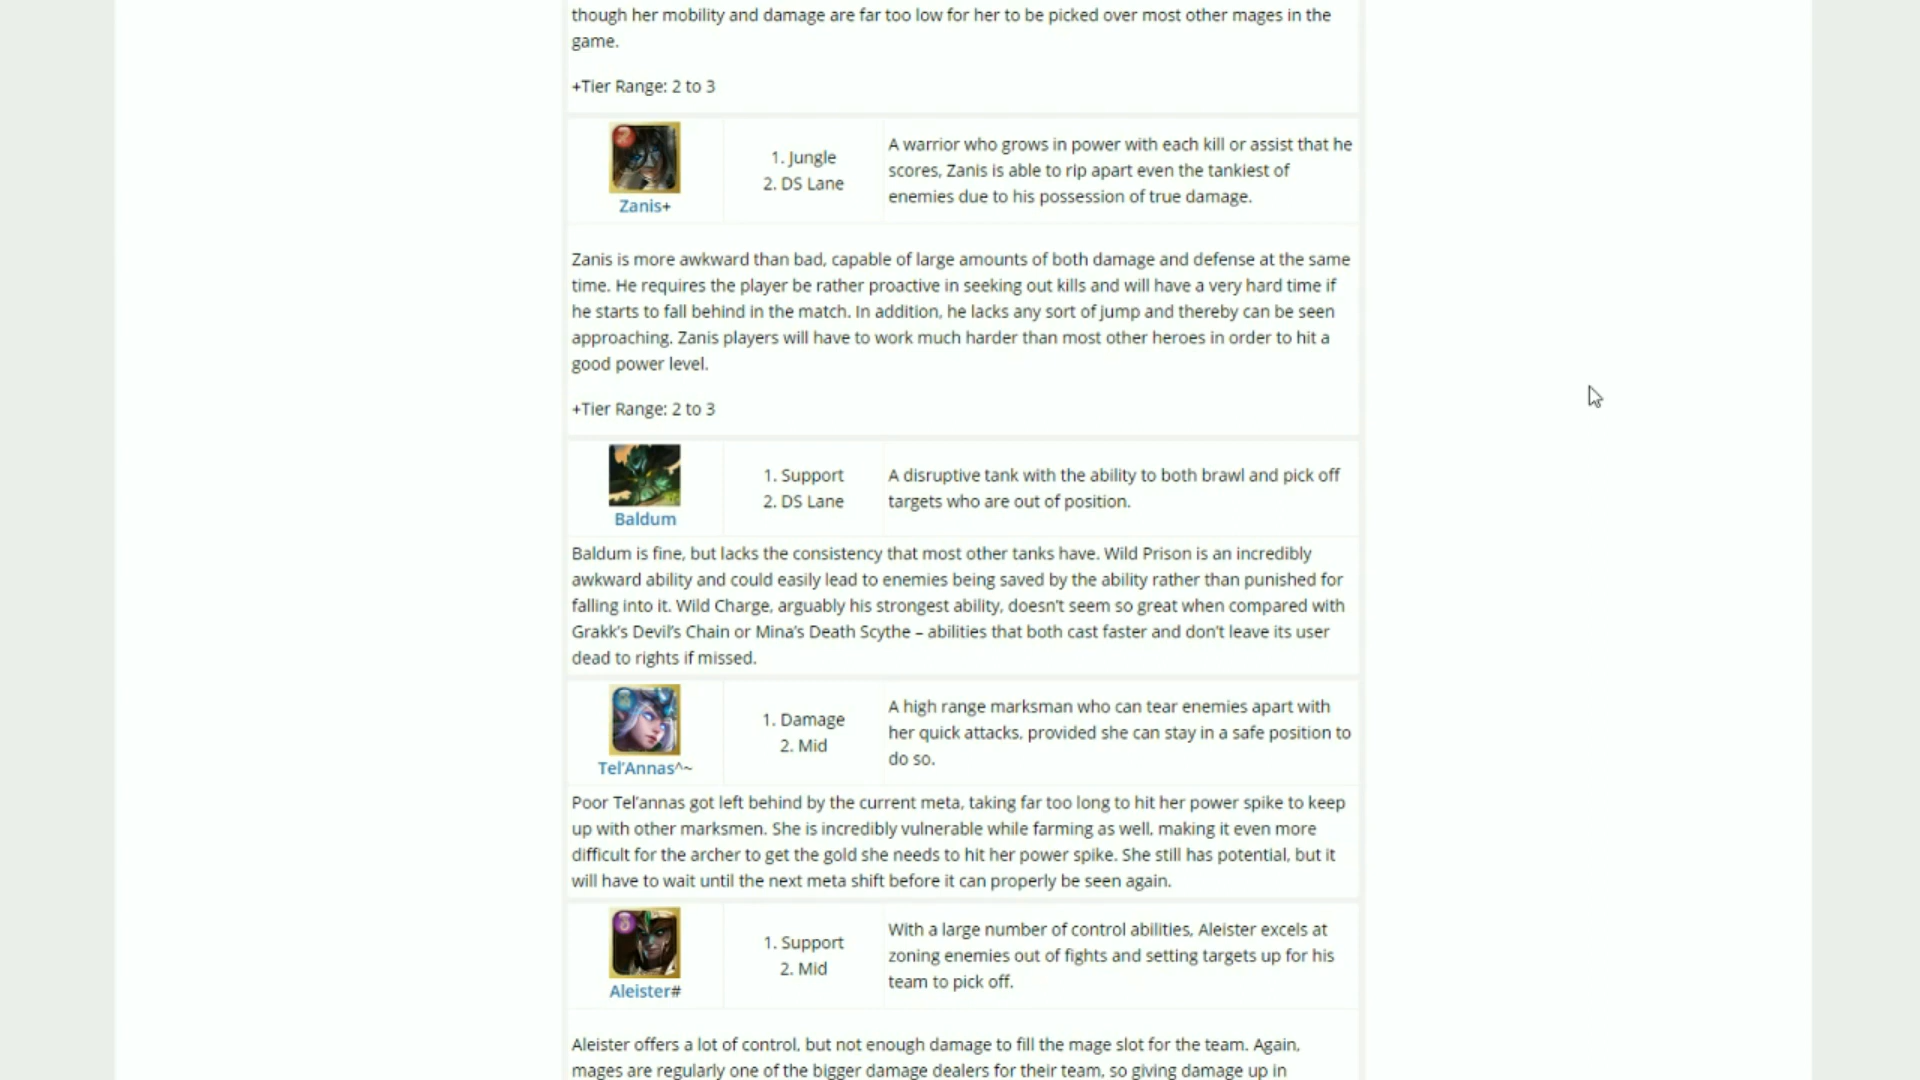 though her mobility and damage are far too low for her to be picked over most other mages in the
game.
+Tier Range: 2 to 3
Zanis+
1. Jungle
2. DS Lane
A warrior who grows in power with each kill or assist that he
scores, Zanis is able to rip apart even the tankiest of
enemies due to his possession of true damage.
Zanis is more awkward than bad, capable of large amounts of both damage and defense at the same
time. He requires the player be rather proactive in seeking out kills and will have a very hard time if
he starts to fall behind in the match. In addition, he lacks any sort of jump and thereby can be seen
approaching. Zanis players will have to work much harder than most other heroes in order to hit a
good power level.
+Tier Range: 2 to 3
Baldum
1. Support
2. DS Lane
A disruptive tank with the ability to both brawl and pick off
targets who are out of position.
Baldum is fine, but lacks the consistency that most other tanks have. Wild Prison is an incredibly
awkward ability and could easily lead to enemies being saved by the ability rather than punished for
falling into it. Wild Charge, arguably his strongest ability, doesn't seem so great when compared with
Grakk's Devil's Chain or Mina's Death Scythe – abilities that both cast faster and don't leave its user
dead to rights if missed.
Tel'Annas^~
1. Damage
2. Mid
A high range marksman who can tear enemies apart with
her quick attacks, provided she can stay in a safe position to
do so.
Poor Tel'annas got left behind by the current meta, taking far too long to hit her power spike to keep
up with other marksmen. She is incredibly vulnerable while farming as well, making it even more
difficult for the archer to get the gold she needs to hit her power spike. She still has potential, but it
will have to wait until the next meta shift before it can properly be seen again.
Aleister#
1. Support
2. Mid
With a large number of control abilities, Aleister excels at
zoning enemies out of fights and setting targets up for his
team to pick off.
Aleister offers a lot of control, but not enough damage to fill the mage slot for the team. Again,
mages are regularly one of the bigger damage dealers for their team, so giving damage up in